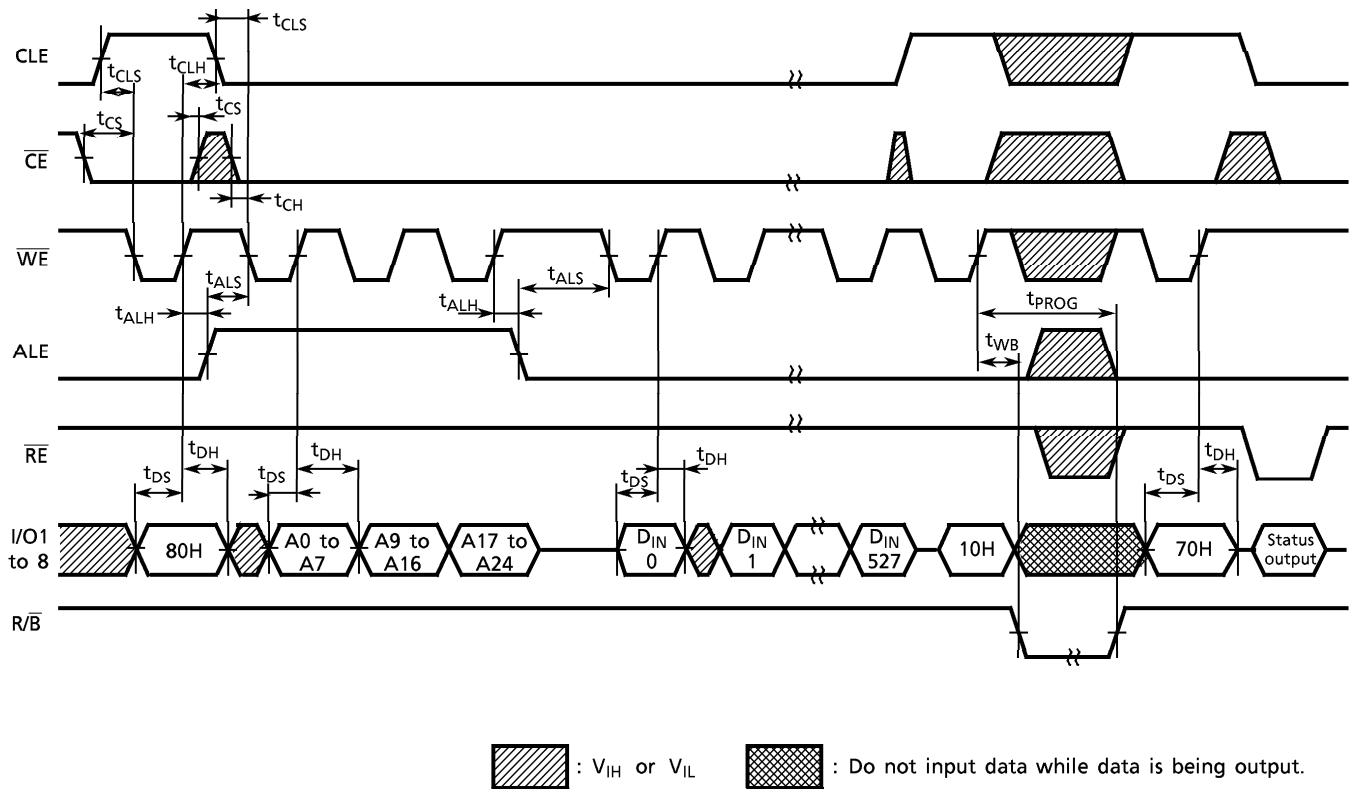 tCLS
CLE
tCLS
tCLH
tCS
tCS
CE
tCH
WE
tALS
tALS
tALH
tALH
tPROG
tWB
ALE
RE
tDS
tDH
tDS
tDH
tDS
tDH
tDS
tDH
I/O1 to 8
80H
A0 to A7
A9 to A16
A17 to A24
DIN 0
DIN 1
DIN 527
10H
70H
Status output
R/B
: VIH or VIL
: Do not input data while data is being output.